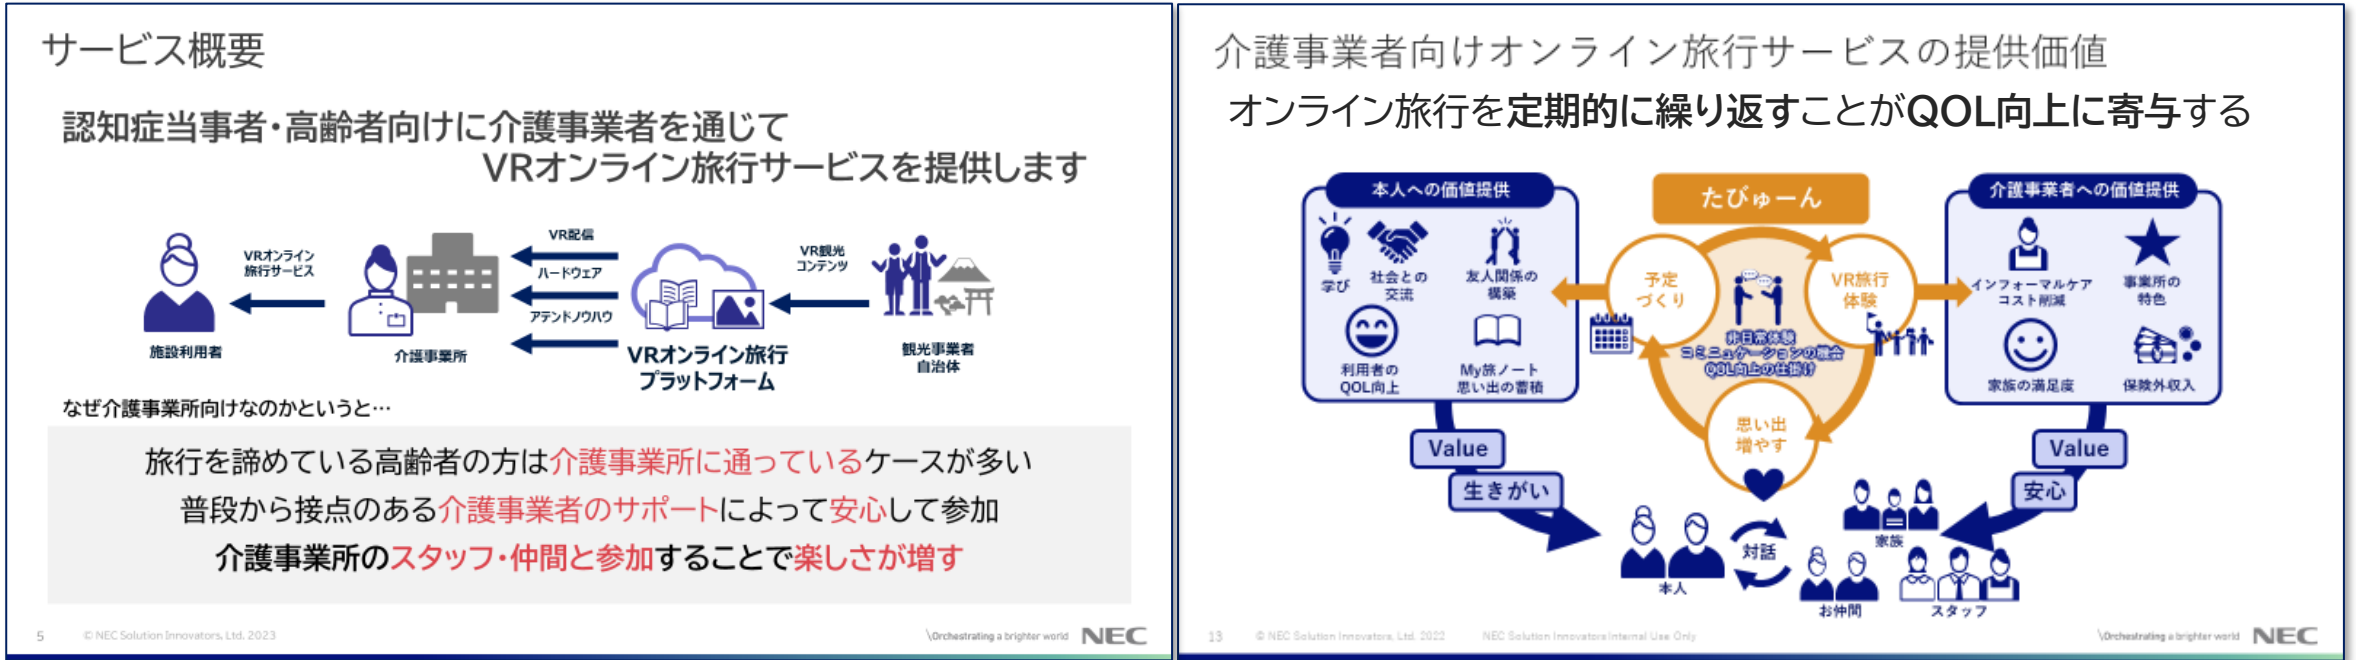 サービス概要
認知症当事者・高齢者向けに介護事業者を通じて
VRオンライン旅行サービスを提供します
VRオンライン
旅行サービス
VR配信
ハードウェア
アテンドノウハウ
VR観光
コンテンツ
施設利用者
介護事業所
VRオンライン旅行
プラットフォーム
観光事業者
自治体
なぜ介護事業所向けなのかというと…
旅行を諦めている高齢者の方は介護事業所に通っているケースが多い
普段から接点のある介護事業者のサポートによって安心して参加
介護事業所のスタッフ・仲間と参加することで楽しさが増す
5
© NEC Solution Innovators, Ltd. 2023
\Orchestrating a brighter world
NEC
介護事業者向けオンライン旅行サービスの提供価値
オンライン旅行を定期的に繰り返すことがQOL向上に寄与する
本人への価値提供
学び
社会との
交流
友人関係の
構築
利用者の
QOL向上
My旅ノート
思い出の蓄積
たびゅーん
予定
づくり
VR旅行
体験
非日常体験
コミュニケーションの機会
QOL向上の仕掛け
思い出
増やす
介護事業者への価値提供
インフォーマルケア
コスト削減
事業所の
特色
家族の満足度
保険外収入
Value
生きがい
Value
安心
本人
対話
家族
お仲間
スタッフ
13
© NEC Solution Innovators, Ltd. 2022
NEC Solution Innovators Internal Use Only
\Orchestrating a brighter world
NEC